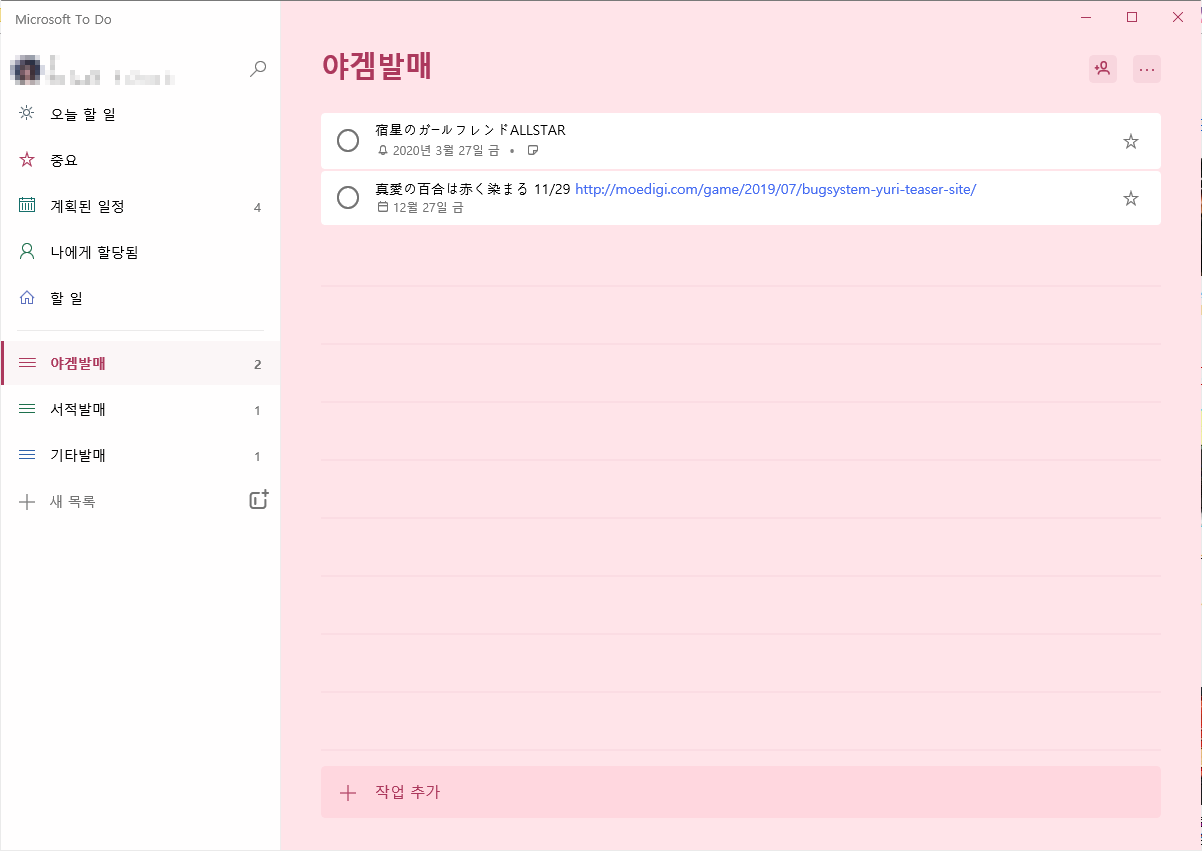 Microsoft To Do
오늘 할 일
중요
계획된 일정 4
나에게 할당됨
할 일
야겜발매 2
서적발매 1
기타발매 1
새 목록
야겜발매
宿星のガールフレンドALLSTAR
2020년 3월 27일 금 •
真愛の百合は赤く染まる 11/29 http://moedigi.com/game/2019/07/bugsystem-yuri-teaser-site/
12월 27일 금
작업 추가